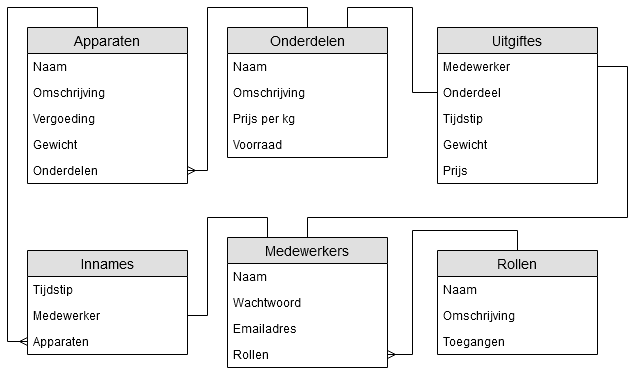 Apparaten
Naam
Omschrijving
Vergoeding
Gewicht
Onderdelen
Onderdelen
Naam
Omschrijving
Prijs per kg
Voorraad
Uitgiftes
Medewerker
Onderdeel
Tijdstip
Gewicht
Prijs
Innames
Tijdstip
Medewerker
Apparaten
Medewerkers
Naam
Wachtwoord
Emailadres
Rollen
Rollen
Naam
Omschrijving
Toegangen